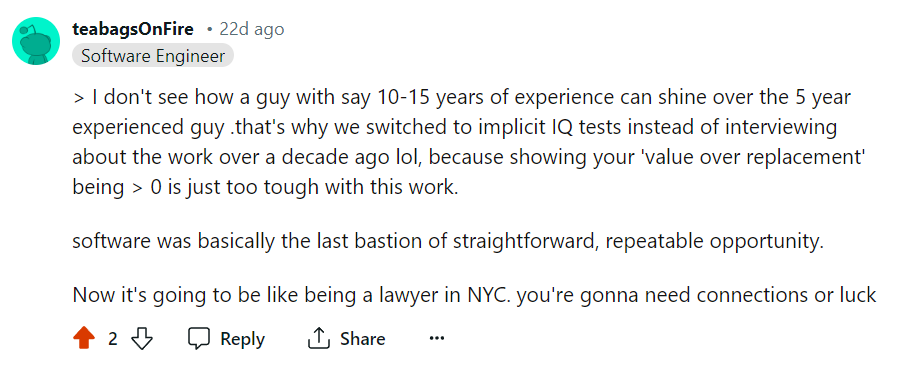 teabagsOnFire • 22d ago
Software Engineer
> I don't see how a guy with say 10-15 years of experience can shine over the 5 year
experienced guy .that's why we switched to implicit IQ tests instead of interviewing
about the work over a decade ago lol, because showing your 'value over replacement'
being > 0 is just too tough with this work.
software was basically the last bastion of straightforward, repeatable opportunity.
Now it's going to be like being a lawyer in NYC. you're gonna need connections or luck
2 Reply Share ...